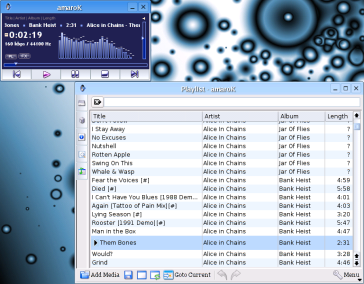 amaroK
Title/Artist/Album/Length
Jones ♦ Bank Heist ♦ 2:31 ♦ Alice in Chains - Them
0:02:19
160 kbps / 44100 Hz
Playlist - amaroK
Title Artist Album Length
I Stay Away Alice In Chains Jar Of Flies ?
No Excuses Alice In Chains Jar Of Flies ?
Nutshell Alice In Chains Jar Of Flies ?
Rotten Apple Alice In Chains Jar Of Flies ?
Swing On This Alice In Chains Jar Of Flies ?
Whale & Wasp Alice In Chains Jar Of Flies ?
Fear the Voices [#] Alice in Chains Bank Heist 4:59
Died [#] Alice in Chains Bank Heist 5:58
I Can't Have You Blues [1988 Dem... Alice in Chains Bank Heist 4:01
Again [Tattoo of Pain Mix][#] Alice in Chains Bank Heist 4:03
Lying Season [#] Alice in Chains Bank Heist 3:20
Rooster [1991 Demo][#] Alice in Chains Bank Heist 5:47
Man in the Box Alice in Chains Bank Heist 4:47
Them Bones Alice in Chains Bank Heist 2:31
Would? Alice in Chains Bank Heist 3:28
Grind Alice in Chains Bank Heist 4:46
Add Media Goto Current Menu